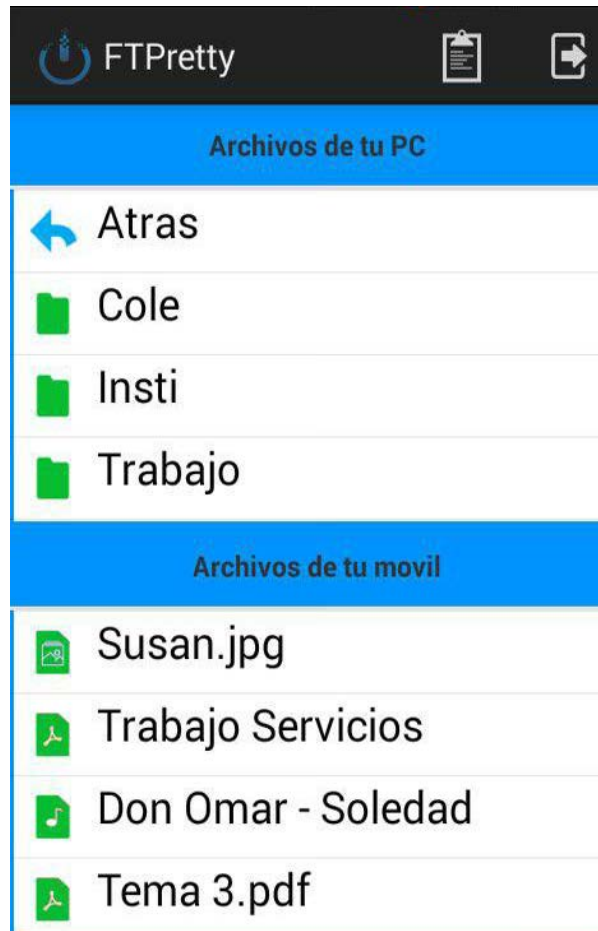 FTPretty
Archivos de tu PC
Atras
Cole
Insti
Trabajo
Archivos de tu movil
Susan.jpg
Trabajo Servicios
Don Omar - Soledad
Tema 3.pdf